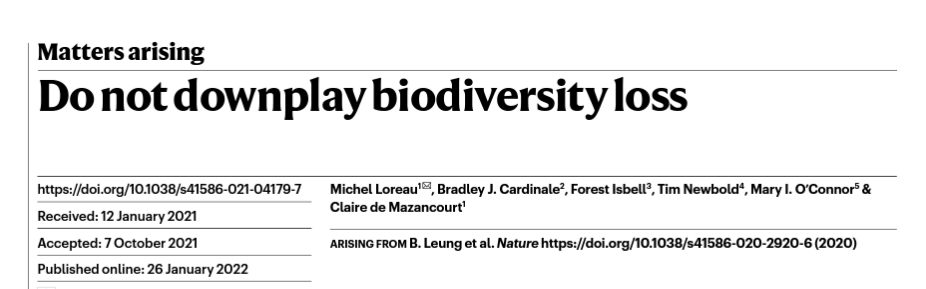 Matters arising
Do not downplay biodiversity loss
https://doi.org/10.1038/s41586-021-04179-7
Received: 12 January 2021
Accepted: 7 October 2021
Published online: 26 January 2022
Michel Loreau¹✉, Bradley J. Cardinale², Forest Isbell³, Tim Newbold⁴, Mary I. O’Connor⁵ &
Claire de Mazancourt¹
ARISING FROM B. Leung et al. Nature https://doi.org/10.1038/s41586-020-2920-6 (2020)